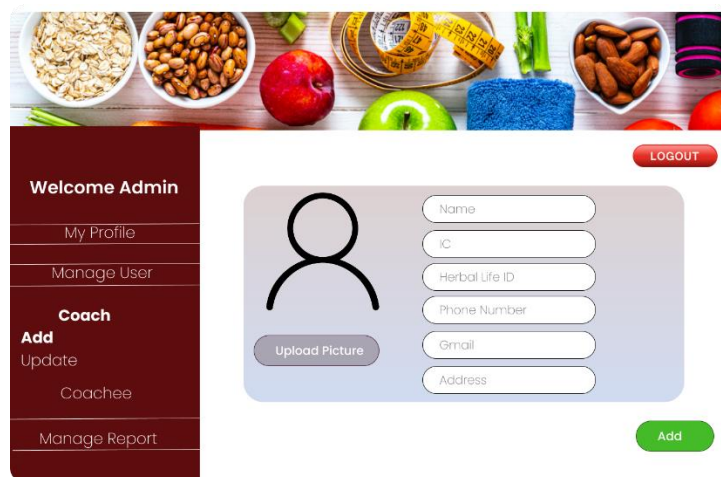 LOGOUT
Welcome Admin
My Profile
Manage User
Coach
Add
Update
Coachee
Manage Report
Upload Picture
Name
IC
Herbal Life ID
Phone Number
Gmail
Address
Add